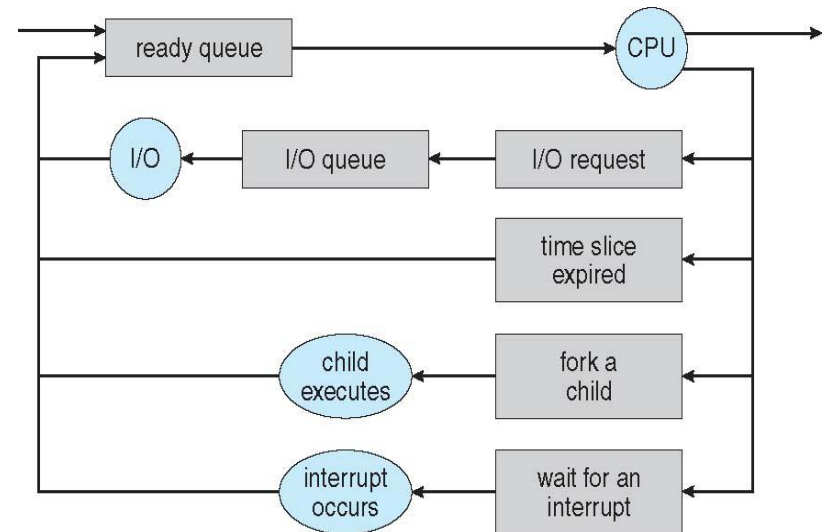 ready queue
CPU
I/O
I/O queue
I/O request
time slice
expired
child
executes
fork a
child
interrupt
occurs
wait for an
interrupt